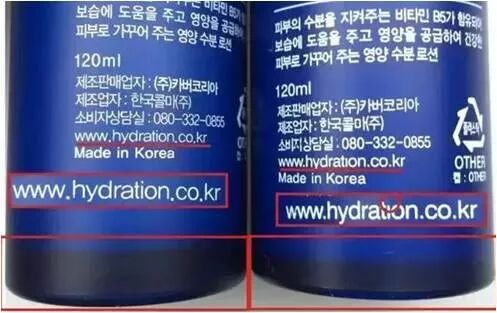 보습에 도움을 주고 영양을 공급하
피부로 가꾸어 주는 영양 수분 로션
120ml
제조판매업자 : (주)카버코리아
제조업자 : 한국콜마(주)
소비자상담실 : 080-332-0855
www.hydration.co.kr
Made in Korea
www.hydration.co.kr
피부의 수분을 지켜주는 비타민 B5가 함유되어
보습에 도움을 주고 영양을 공급하여 건강한
피부로 가꾸어 주는 영양 수분 로션
120ml
제조판매업자 : (주)카버코리아
제조업자 : 한국콜마(주)
소비자상담실 : 080-332-0855
www.hydration.co.kr
Made in Korea
플라스틱
OTHER
캡 : OTHER
www.hydration.co.kr